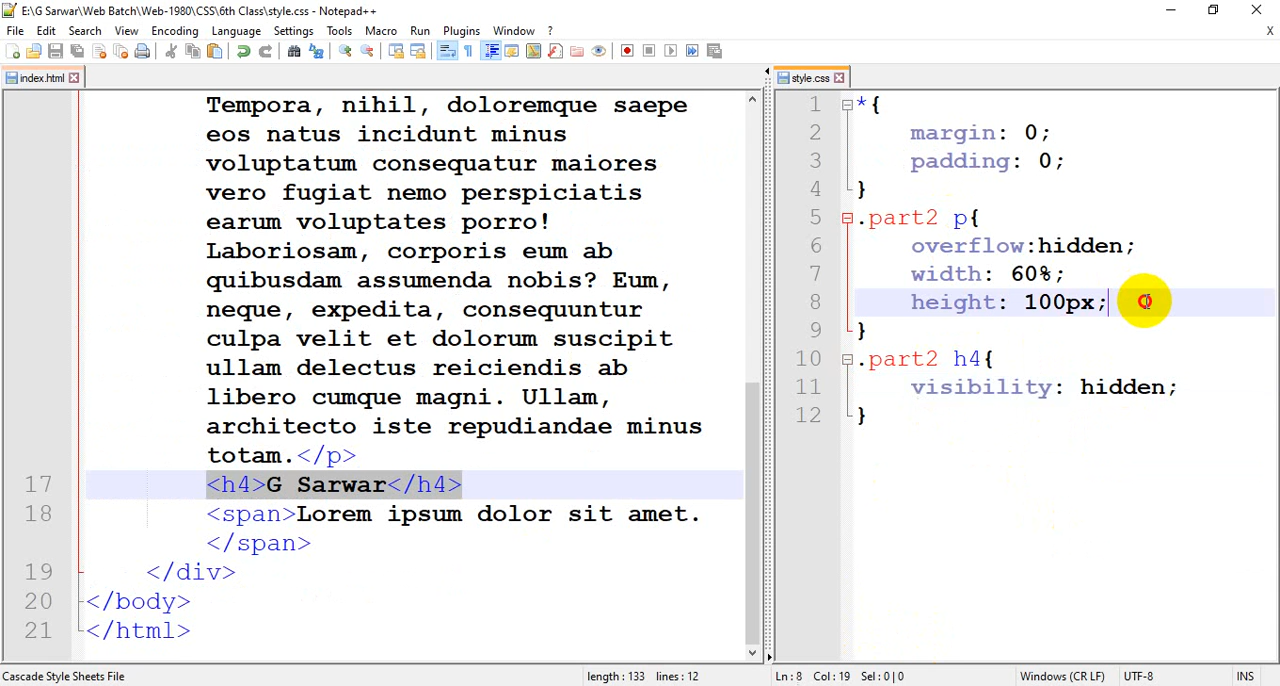 E:\G Sarwar\Web Batch\Web-1980\CSS\6th Class\style.css - Notepad++
File Edit Search View Encoding Language Settings Tools Macro Run Plugins Window ? X
index.html
Tempora, nihil, doloremque saepe
eos natus incidunt minus
voluptatum consequatur maiores
vero fugiat nemo perspiciatis
earum voluptates porro!
Laboriosam, corporis eum ab
quibusdam assumenda nobis? Eum,
neque, expedita, consequuntur
culpa velit et dolorum suscipit
ullam delectus reiciendis ab
libero cumque magni. Ullam,
architecto iste repudiandae minus
totam.</p>
17 <h4>G Sarwar</h4>
18 <span>Lorem ipsum dolor sit amet.
</span>
19 </div>
20 </body>
21 </html>
style.css
1 *{
2 margin: 0;
3 padding: 0;
4 }
5 .part2 p{
6 overflow:hidden;
7 width: 60%;
8 height: 100px;
9 }
10 .part2 h4{
11 visibility: hidden;
12 }
Cascade Style Sheets File length : 133 lines : 12 Ln : 8 Col : 19 Sel : 0 | 0 Windows (CR LF) UTF-8 INS